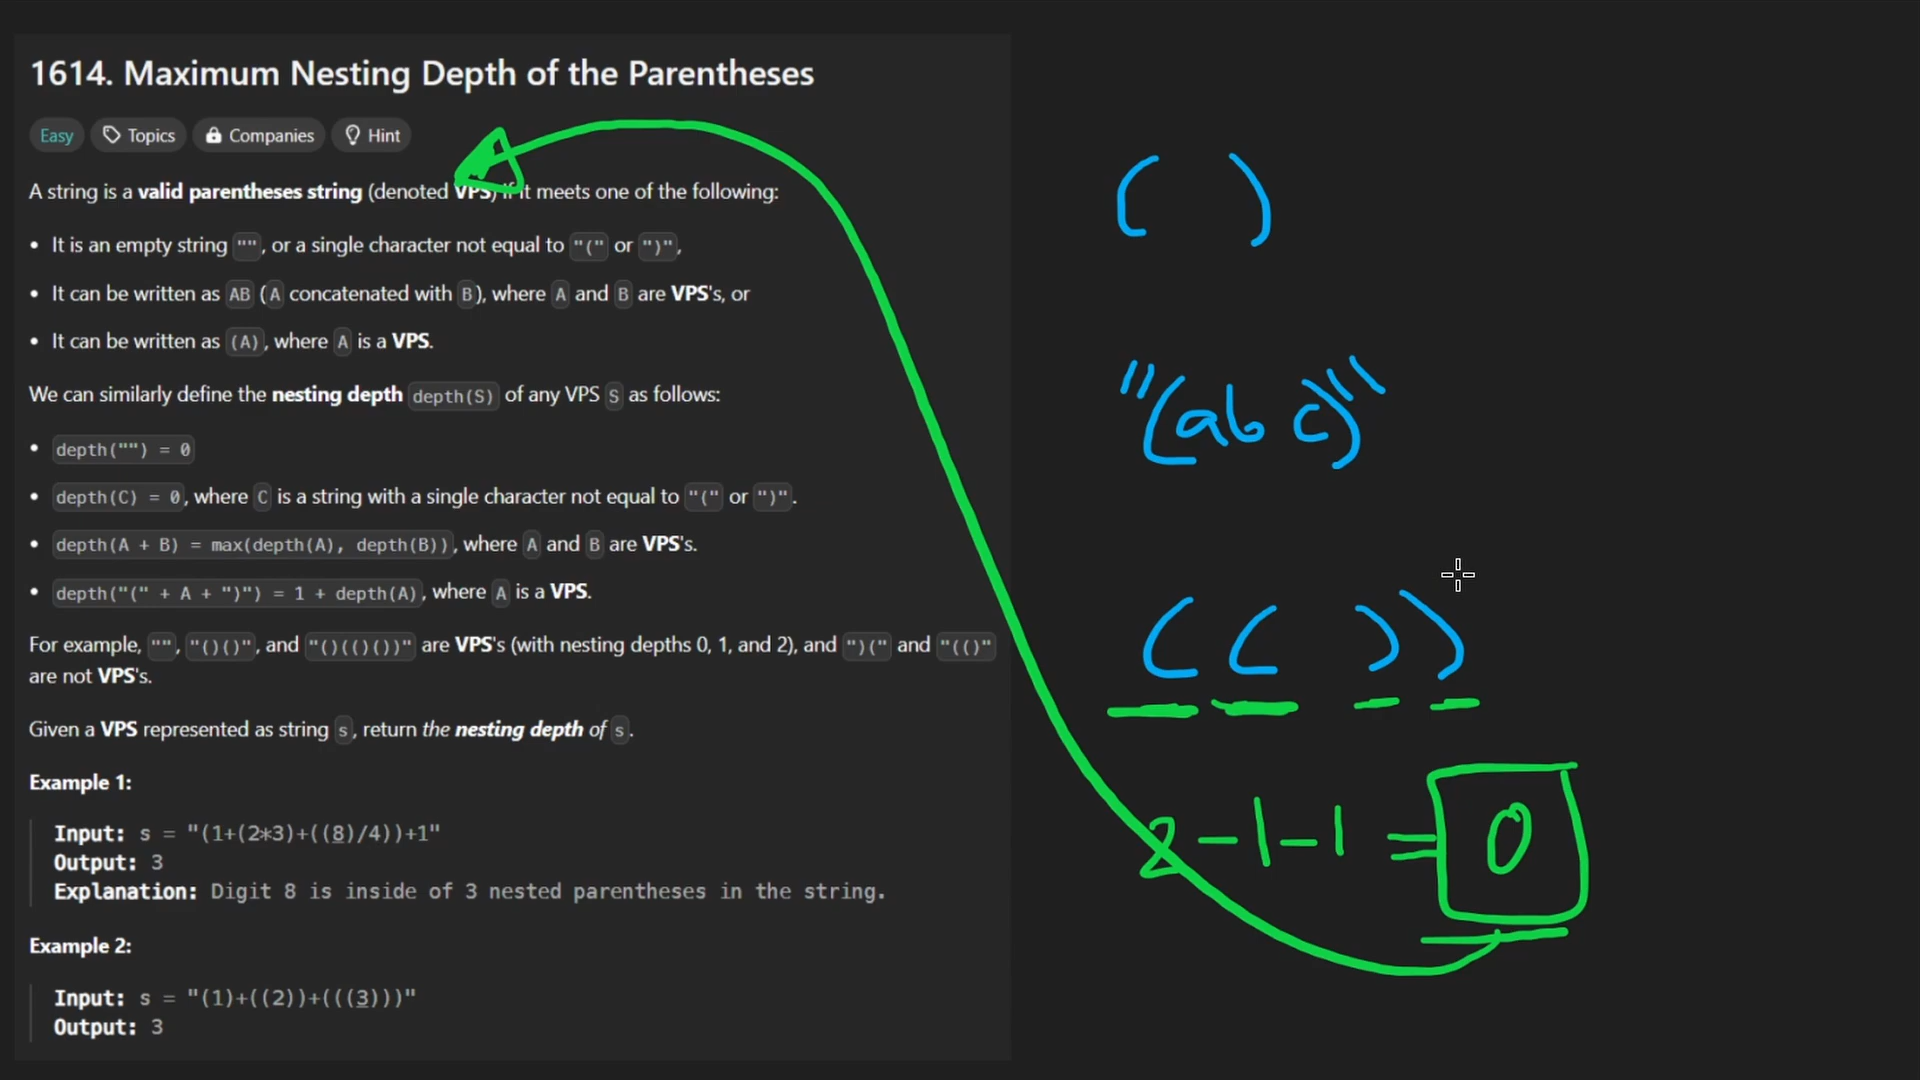 1614. Maximum Nesting Depth of the Parentheses
Easy Topics Companies Hint
A string is a valid parentheses string (denoted VPS) if it meets one of the following:
• It is an empty string "", or a single character not equal to "(" or ")",
• It can be written as AB (A concatenated with B), where A and B are VPS's, or
• It can be written as (A), where A is a VPS.
We can similarly define the nesting depth depth(S) of any VPS S as follows:
• depth("") = 0
• depth(C) = 0, where C is a string with a single character not equal to "(" or ")".
• depth(A + B) = max(depth(A), depth(B)), where A and B are VPS's.
• depth("(" + A + ")") = 1 + depth(A), where A is a VPS.
For example, "", "()()", and "()(()())" are VPS's (with nesting depths 0, 1, and 2), and ")(" and "(()"
are not VPS's.
Given a VPS represented as string s, return the nesting depth of s.
Example 1:
Input: s = "(1+(2*3)+((8)/4))+1"
Output: 3
Explanation: Digit 8 is inside of 3 nested parentheses in the string.
Example 2:
Input: s = "(1)+((2))+(((3)))"
Output: 3
( )
"(abc)"
(( ))
2-1-1 = 0